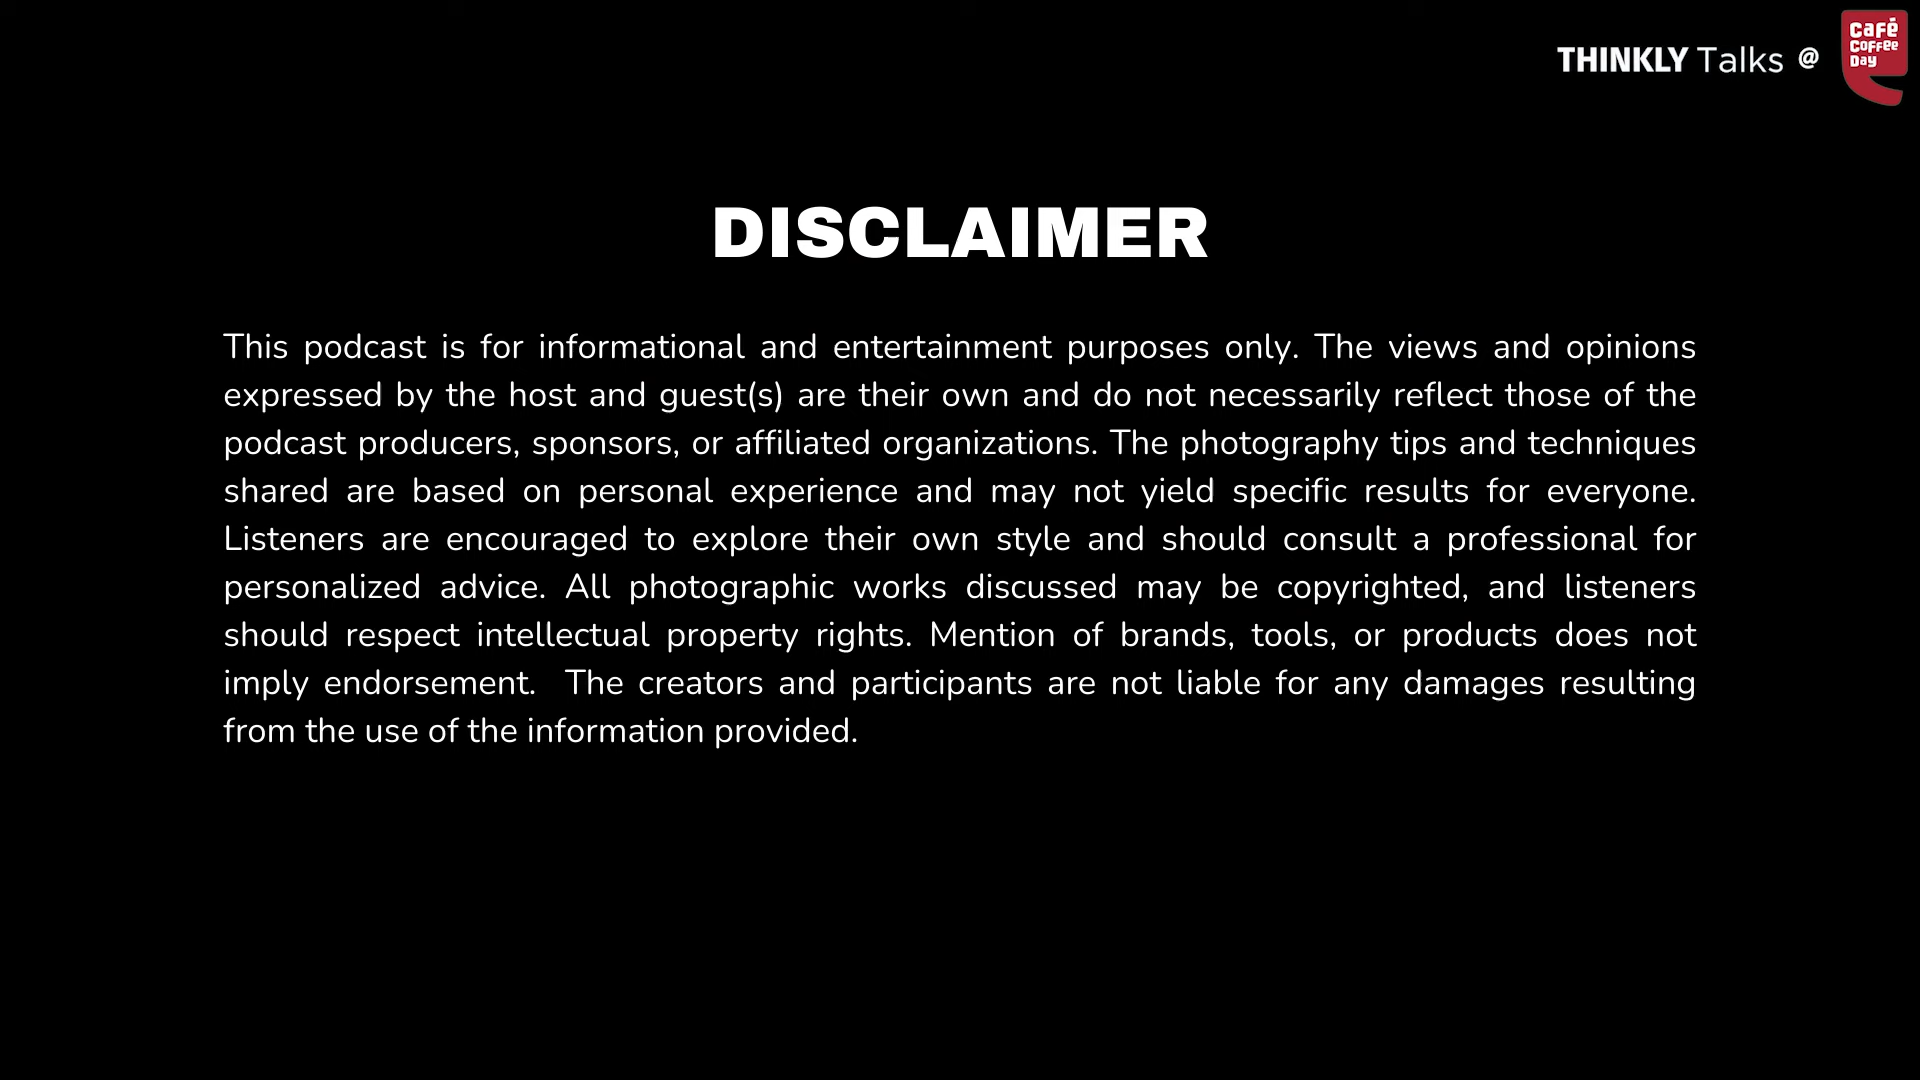 THINKLY Talks @
Café
Coffee
Day
DISCLAIMER
This podcast is for informational and entertainment purposes only. The views and opinions
expressed by the host and guest(s) are their own and do not necessarily reflect those of the
podcast producers, sponsors, or affiliated organizations. The photography tips and techniques
shared are based on personal experience and may not yield specific results for everyone.
Listeners are encouraged to explore their own style and should consult a professional for
personalized advice. All photographic works discussed may be copyrighted, and listeners
should respect intellectual property rights. Mention of brands, tools, or products does not
imply endorsement.  The creators and participants are not liable for any damages resulting
from the use of the information provided.